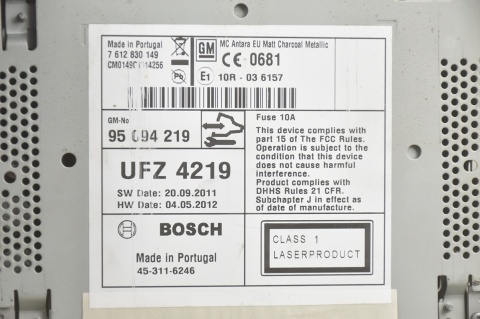 Made in Portugal
7 612 830 149
GM
MC Antara EU Matt Charcoal Metallic
CE 0681
Pb
E1 10R - 03 6157
GM-No
95 094 219
UFZ 4219
SW Date: 20.09.2011
HW Date: 04.05.2012
BOSCH
Made in Portugal
45-311-6246
Fuse 10A
This device complies with
part 15 of The FCC Rules.
Operation is subject to the
condition that this device
does not cause harmful
interference.
Product complies with
DHHS Rules 21 CFR.
Subchapter J in effect as
of date of manufacture.
CLASS 1
LASERPRODUCT